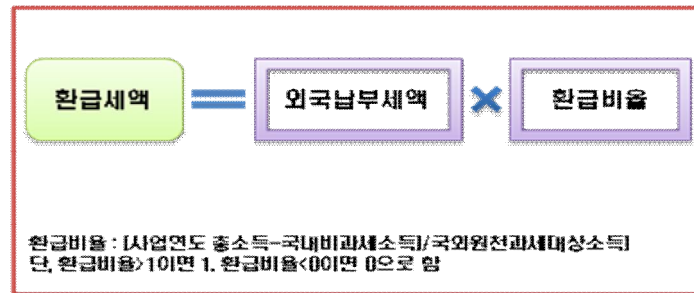 환급세액 = 외국납부세액 × 환급비율
환급비율 : [사업연도 총소득-국내비과세소득]/국외원천과세대상소득]
단, 환급비율>1이면 1, 환급비율<0이면 0으로 함